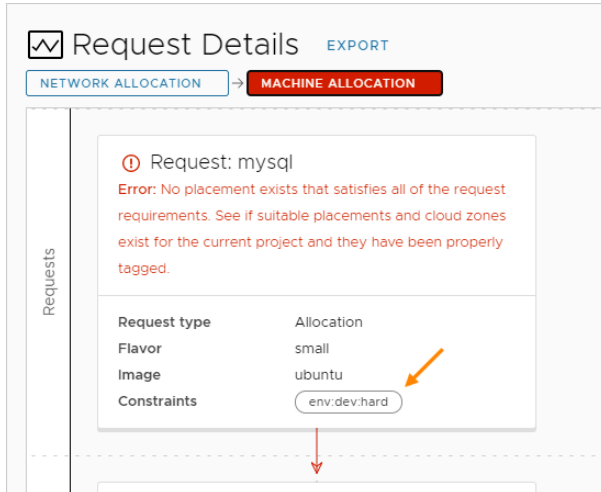 Request Details EXPORT
NETWORK ALLOCATION MACHINE ALLOCATION
Requests
Request: mysql
Error: No placement exists that satisfies all of the request
requirements. See if suitable placements and cloud zones
exist for the current project and they have been properly
tagged.
Request type Allocation
Flavor small
Image ubuntu
Constraints env:dev:hard